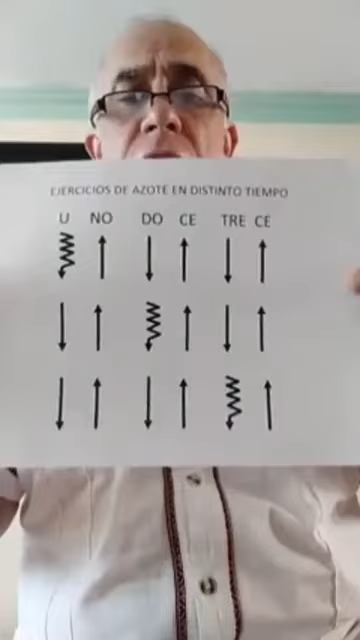 EJERCICIOS DE AZOTE EN DISTINTO TIEMPO
U NO DO CE TRE CE